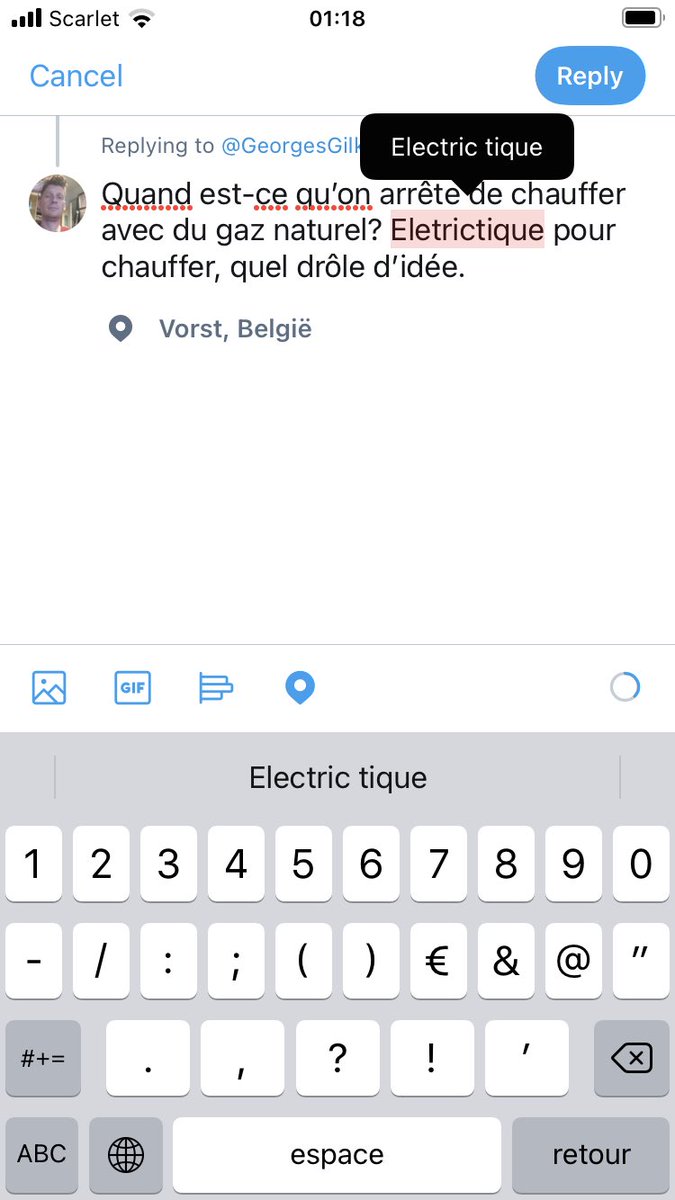 Scarlet 01:18
Cancel Reply
Replying to @GeorgesGilk
Electric tique
Quand est-ce qu’on arrête de chauffer
avec du gaz naturel? Eletrictique pour
chauffer, quel drôle d’idée.
Vorst, België
GIF
Electric tique
1 2 3 4 5 6 7 8 9 0
- / : ; ( ) € & @ "
#+= . , ? ! ’
ABC espace retour